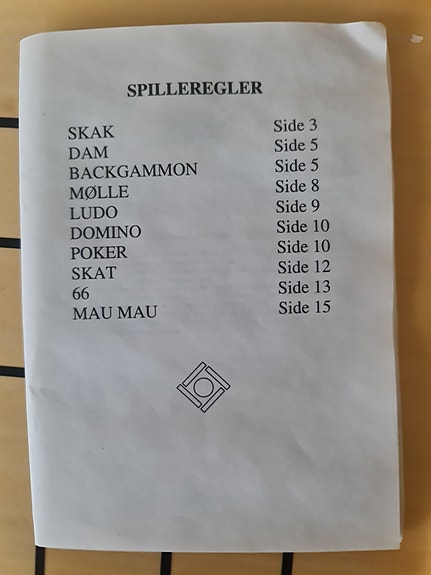 SPILLEREGLER
SKAK Side 3
DAM Side 5
BACKGAMMON Side 5
MØLLE Side 8
LUDO Side 9
DOMINO Side 10
POKER Side 10
SKAT Side 12
66 Side 13
MAU MAU Side 15